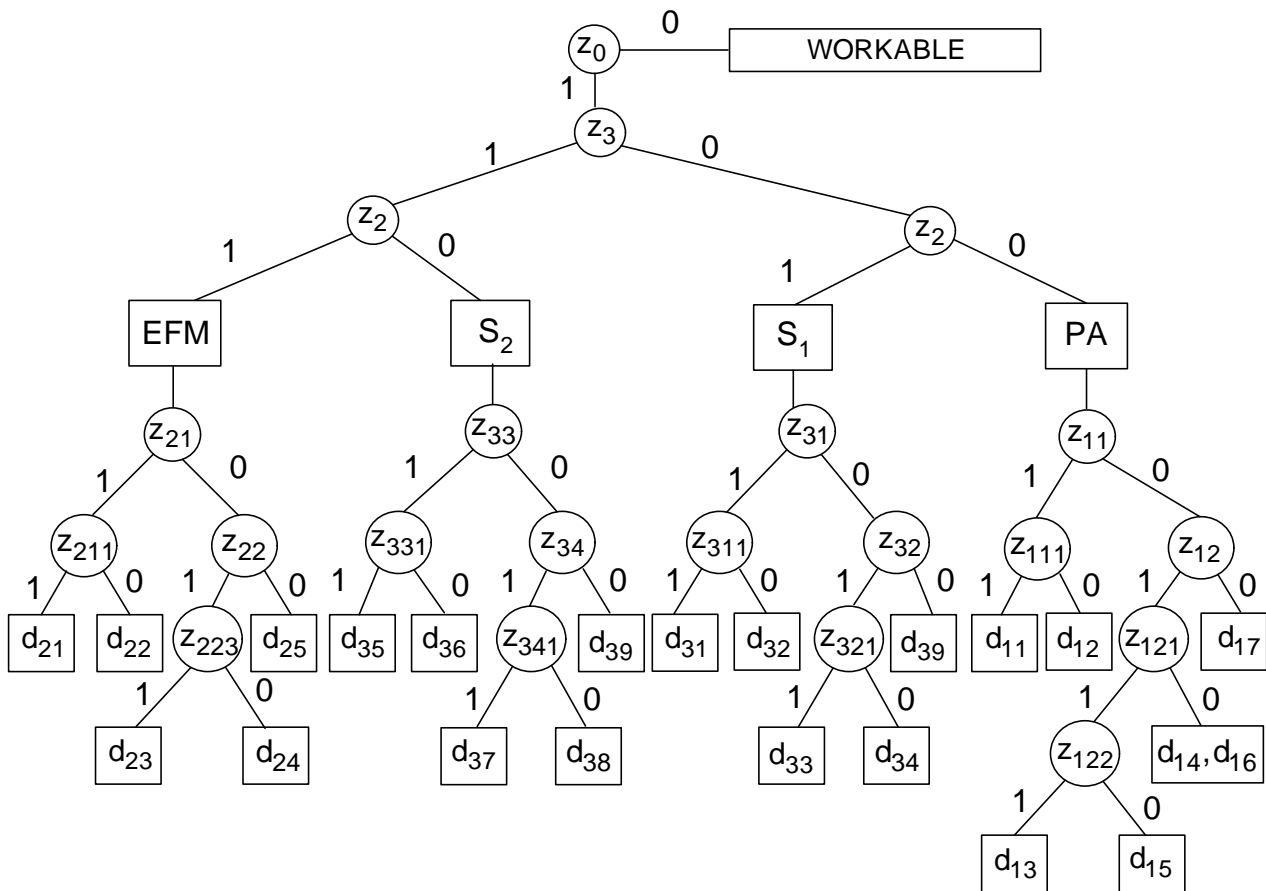 0
z0 WORKABLE
1
z3
1 0
z2 z2
1 0 1 0
EFM S2 S1 PA
z21 z33 z31 z11
1 0 1 0 1 0 1 0
z211 z22 z331 z34 z311 z32 z111 z12
1 0 1 0 1 0 1 0 1 0 1 0 1 0 1 0
d21 d22 z223 d25 d35 d36 z341 d39 d31 d32 z321 d39 d11 d12 z121 d17
1 0 1 0 1 0 1 0
d23 d24 d37 d38 d33 d34 z122 d14,d16
1 0
d13 d15